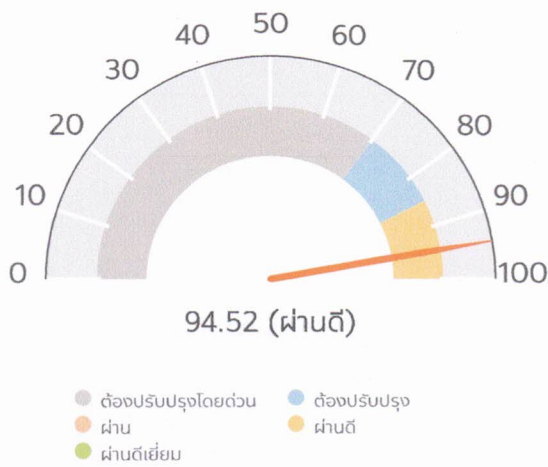 50
40 60
30 70
20 80
10 90
0 100
94.52 (ผ่านดี)
ต้องปรับปรุงโดยด่วน ต้องปรับปรุง
ผ่าน ผ่านดี
ผ่านดีเยี่ยม